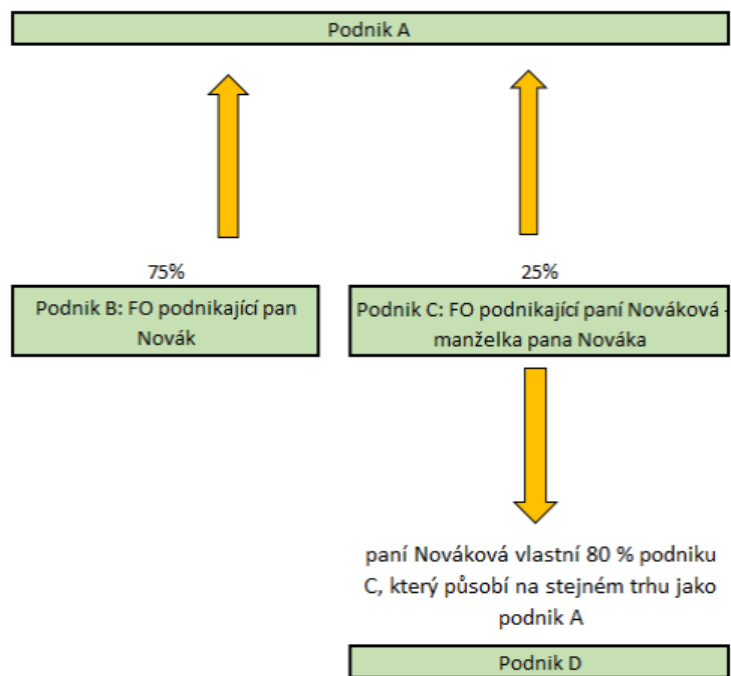 Podnik A
75%
25%
Podnik B: FO podnikající pan
Novák
Podnik C: FO podnikající paní Nováková -
manželka pana Nováka
paní Nováková vlastní 80 % podniku
C, který působí na stejném trhu jako
podnik A
Podnik D